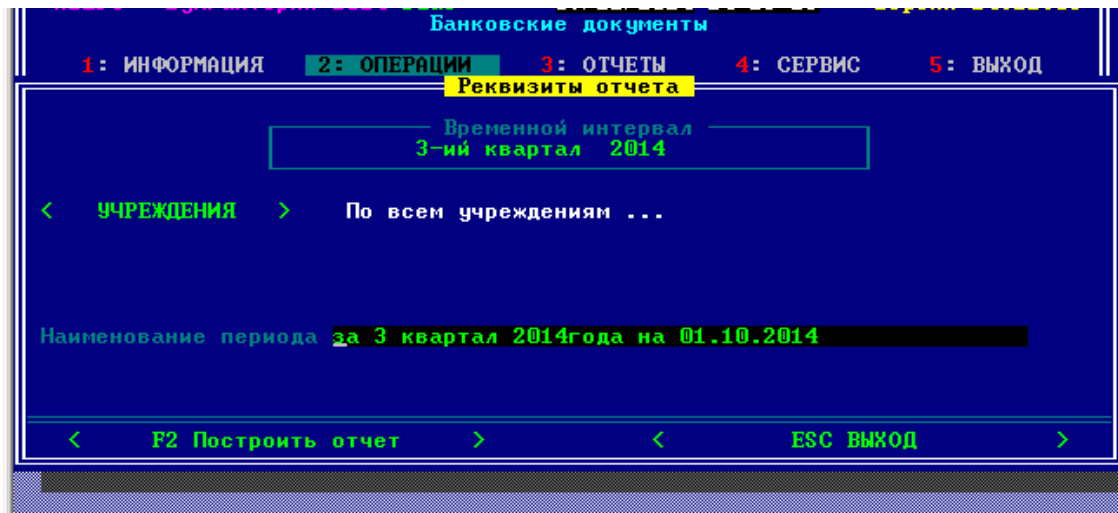 Банковские документы
1: ИНФОРМАЦИЯ 2: ОПЕРАЦИИ 3: ОТЧЕТЫ 4: СЕРВИС 5: ВЫХОД
Реквизиты отчета
Временной интервал
3-ий квартал 2014
< УЧРЕЖДЕНИЯ > По всем учреждениям ...
Наименование периода за 3 квартал 2014года на 01.10.2014
< F2 Построить отчет > < ESC ВЫХОД >